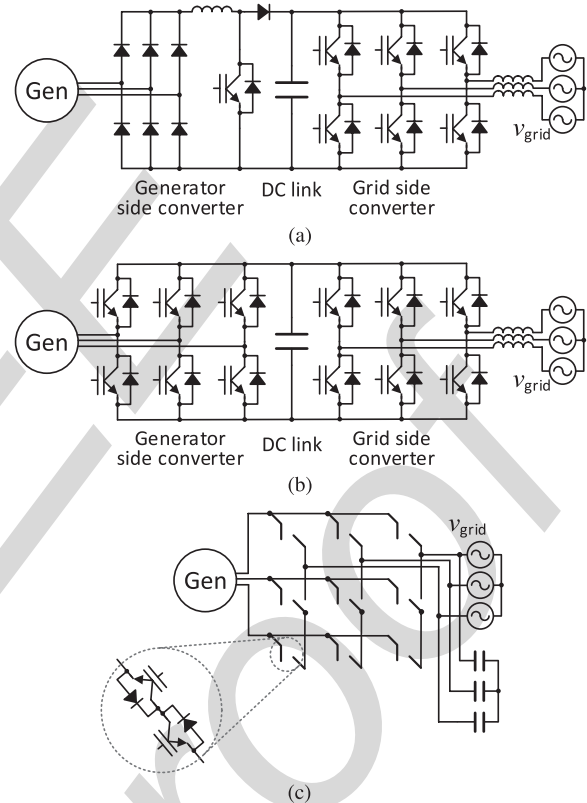 Gen
v_grid
Generator DC link Grid side
side converter converter
(a)
Gen
v_grid
Generator DC link Grid side
side converter converter
(b)
v_grid
Gen
(c)